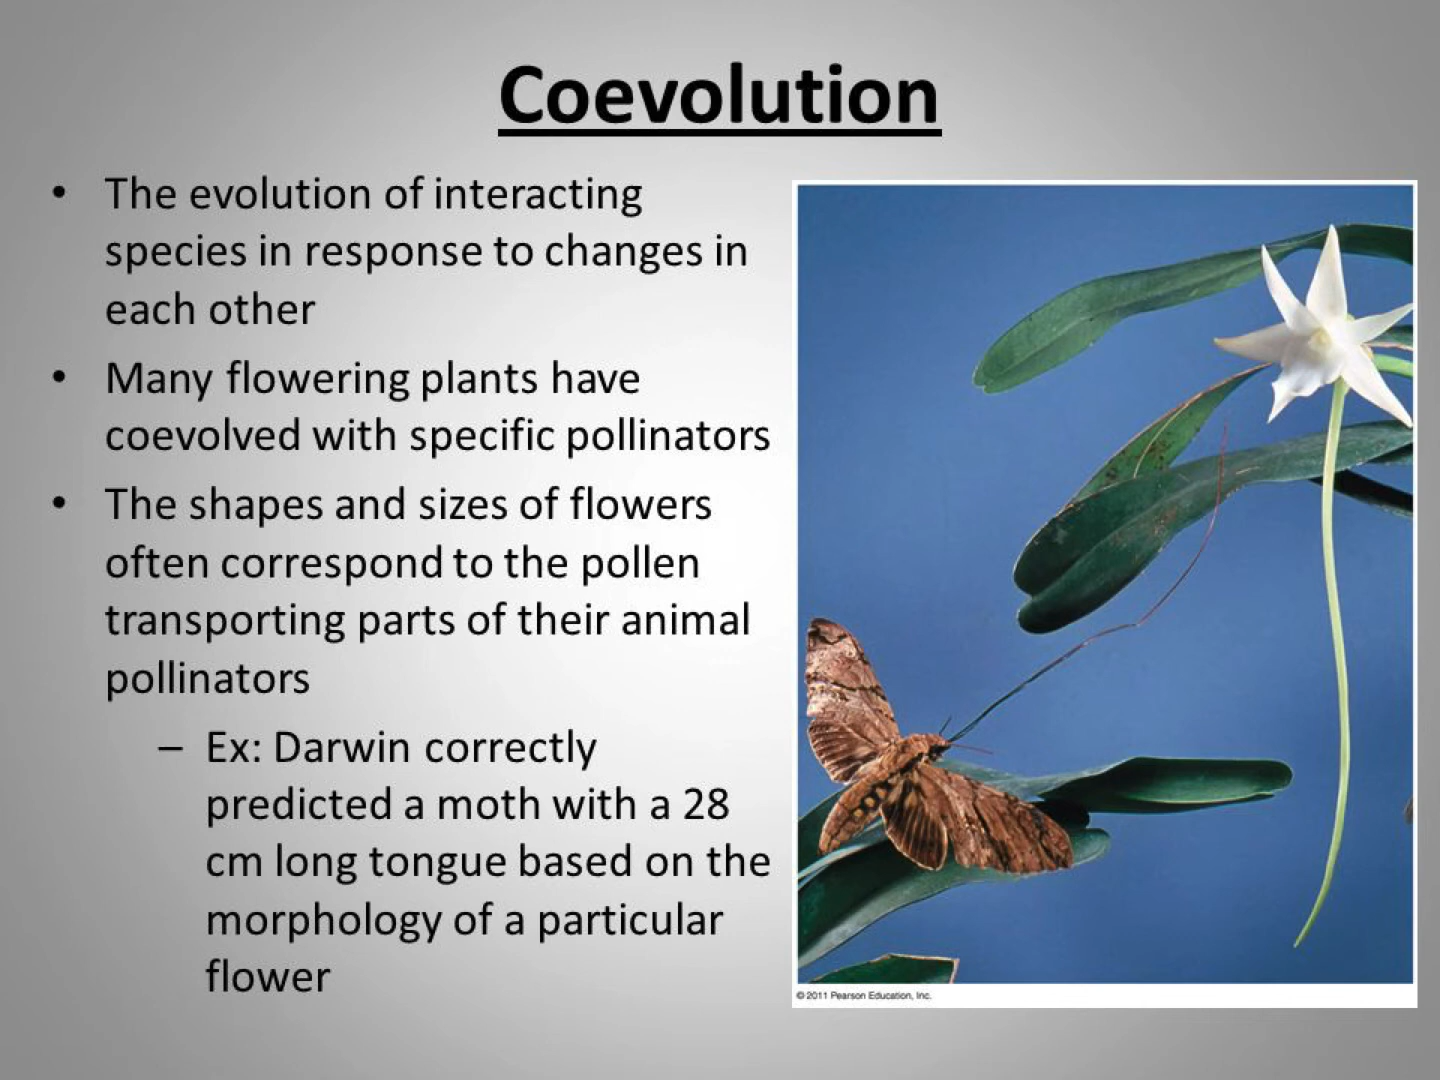 Coevolution
• The evolution of interacting
species in response to changes in
each other
• Many flowering plants have
coevolved with specific pollinators
• The shapes and sizes of flowers
often correspond to the pollen
transporting parts of their animal
pollinators
– Ex: Darwin correctly
predicted a moth with a 28
cm long tongue based on the
morphology of a particular
flower
© 2011 Pearson Education, Inc.